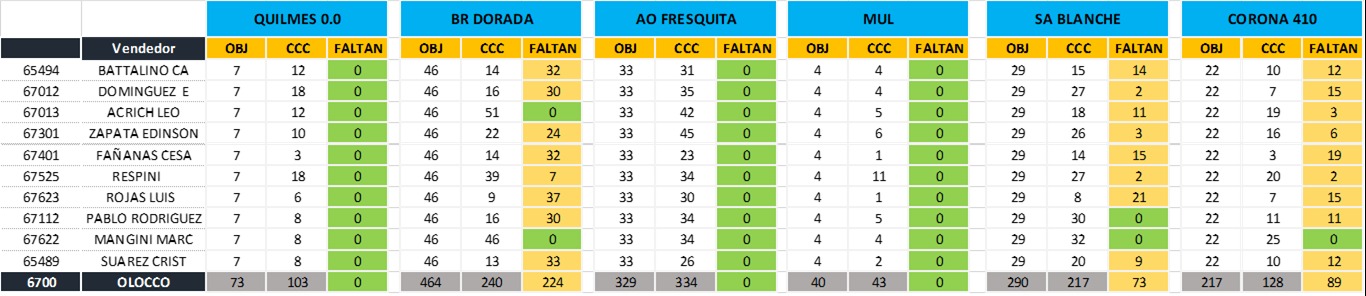 QUILMES 0.0 BR DORADA AO FRESQUITA MUL SA BLANCHE CORONA 410
Vendedor OBJ CCC FALTAN OBJ CCC FALTAN OBJ CCC FALTAN OBJ CCC FALTAN OBJ CCC FALTAN OBJ CCC FALTAN
65494 BATTALINO CA 7 12 0 46 14 32 33 31 0 4 4 0 29 15 14 22 10 12
67012 DOMINGUEZ E 7 18 0 46 16 30 33 35 0 4 4 0 29 27 2 22 7 15
67013 ACRICH LEO 7 12 0 46 51 0 33 42 0 4 5 0 29 18 11 22 19 3
67301 ZAPATA EDINSON 7 10 0 46 22 24 33 45 0 4 6 0 29 26 3 22 16 6
67401 FAÑANAS CESA 7 3 0 46 14 32 33 23 0 4 1 0 29 14 15 22 3 19
67525 RESPINI 7 18 0 46 39 7 33 34 0 4 11 0 29 27 2 22 20 2
67623 ROJAS LUIS 7 6 0 46 9 37 33 30 0 4 1 0 29 8 21 22 7 15
67112 PABLO RODRIGUEZ 7 8 0 46 16 30 33 34 0 4 5 0 29 30 0 22 11 11
67622 MANGINI MARC 7 8 0 46 46 0 33 34 0 4 4 0 29 32 0 22 25 0
65489 SUAREZ CRIST 7 8 0 46 13 33 33 26 0 4 2 0 29 20 9 22 10 12
6700 OLOCCO 73 103 0 464 240 224 329 334 0 40 43 0 290 217 73 217 128 89